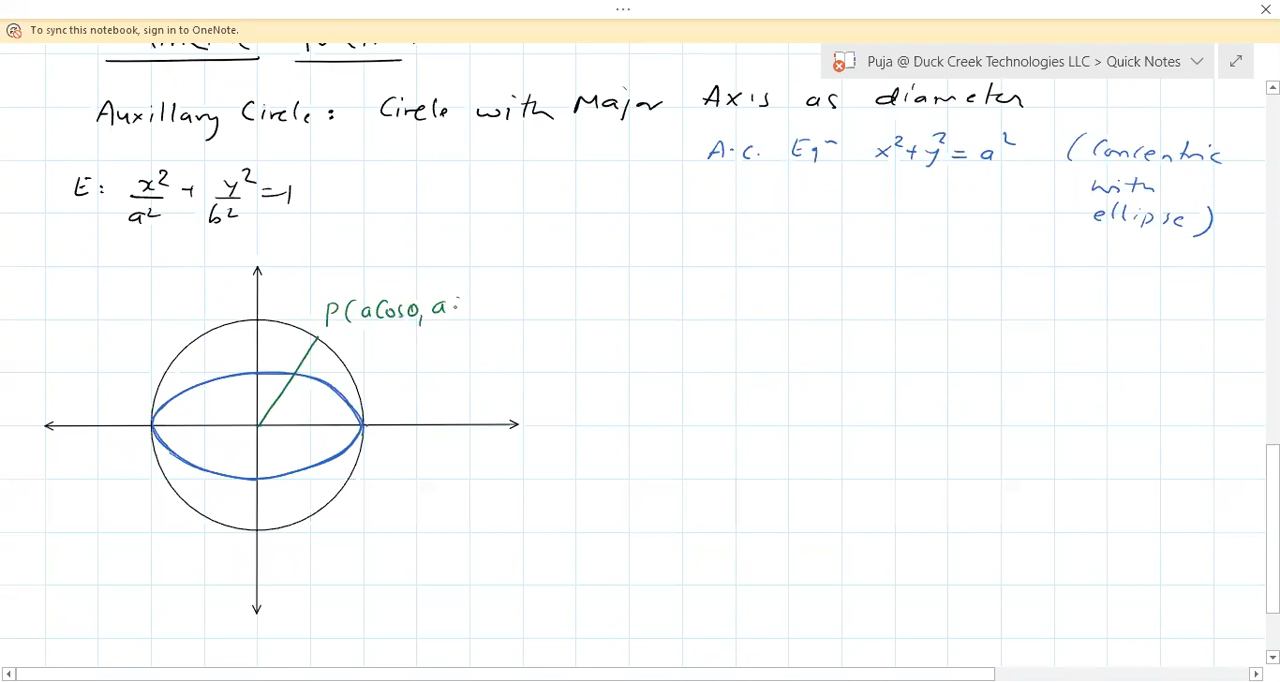 To sync this notebook, sign in to OneNote.
Puja @ Duck Creek Technologies LLC > Quick Notes
Auxillary Circle: Circle with Major Axis as diameter
A.c. Eqⁿ x² + y² = a² (Concentric
with
ellipse)
E: x²/a² + y²/b² = 1
P(aCosθ, a